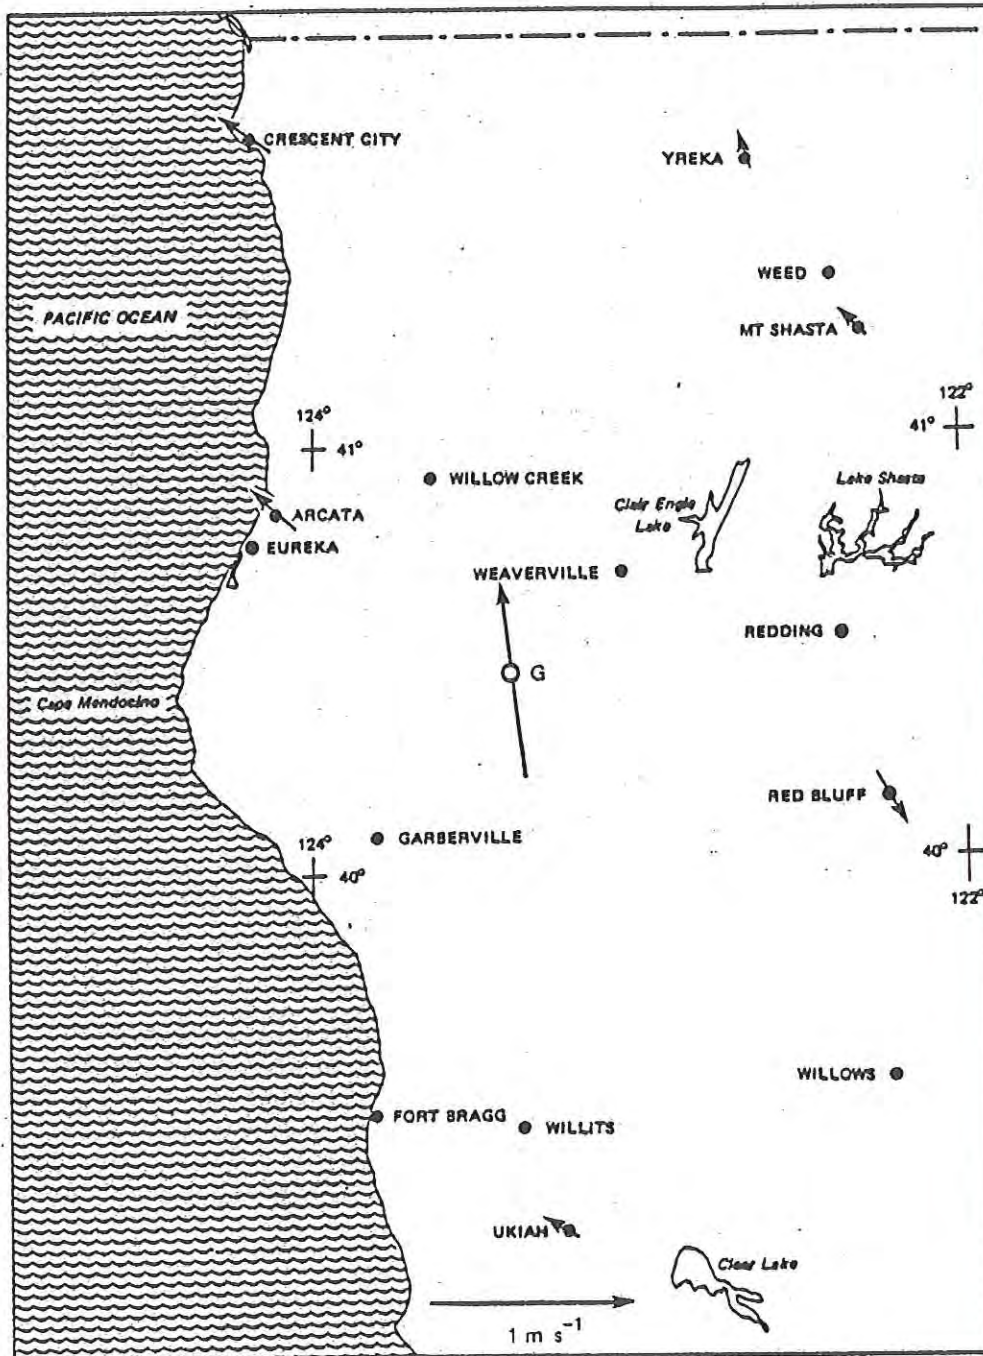 CRESCENT CITY
YREKA
WEED
PACIFIC OCEAN
MT SHASTA
124°
41°
122°
41°
WILLOW CREEK
Clair Engle
Lake
Lake Shasta
ARCATA
EUREKA
WEAVERVILLE
REDDING
G
Cape Mendocino
RED BLUFF
GARBERVILLE
124°
40°
40°
122°
WILLOWS
FORT BRAGG
WILLITS
UKIAH
Clear Lake
1 m s⁻¹